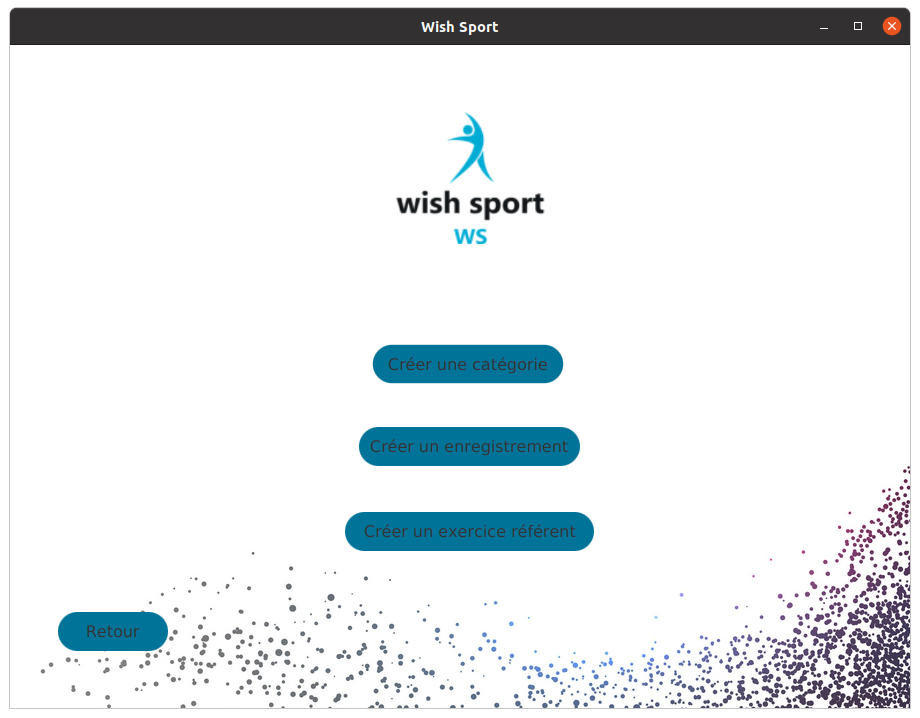 Wish Sport
wish sport
WS
Créer une catégorie
Créer un enregistrement
Créer un exercice référent
Retour